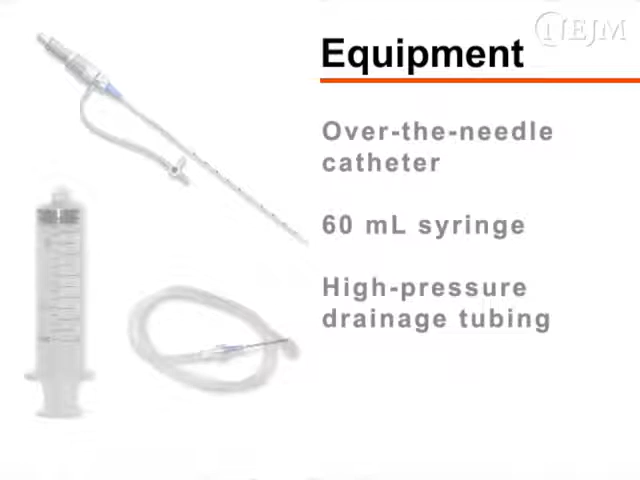 NEJM
Equipment
Over-the-needle
catheter
60 mL syringe
High-pressure
drainage tubing